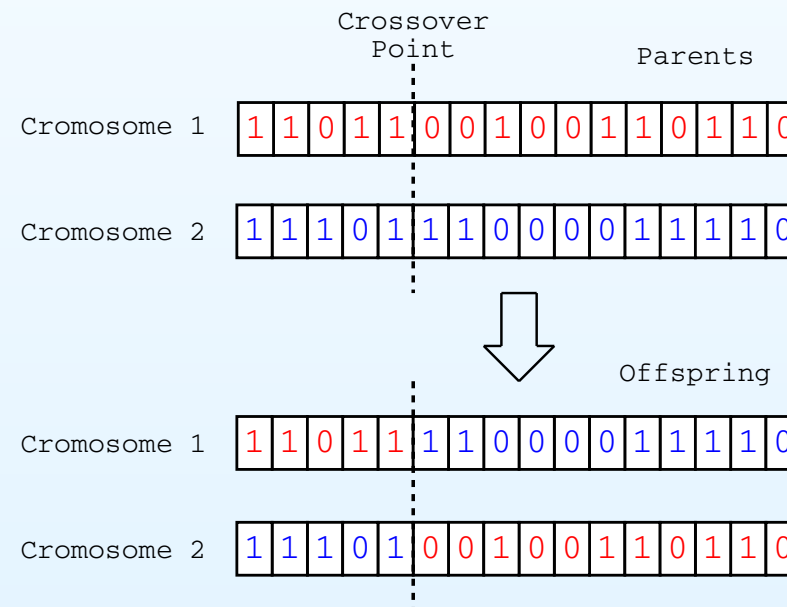 Crossover
Point
Parents
Cromosome 1 1 1 0 1 1 0 0 1 0 0 1 1 0 1 1 0
Cromosome 2 1 1 1 0 1 1 1 0 0 0 0 1 1 1 1 0
Offspring
Cromosome 1 1 1 0 1 1 1 1 0 0 0 0 1 1 1 1 0
Cromosome 2 1 1 1 0 1 0 0 1 0 0 1 1 0 1 1 0